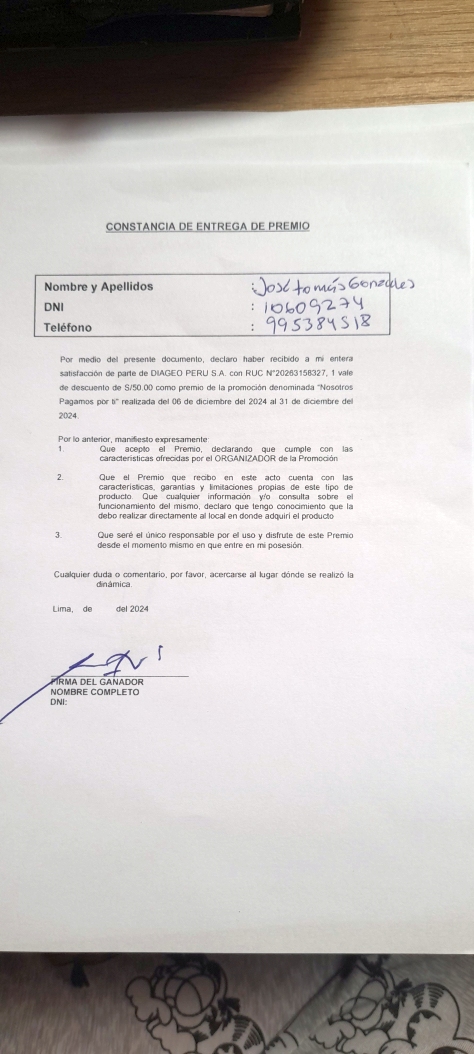 CONSTANCIA DE ENTREGA DE PREMIO
Nombre y Apellidos : José tomás Gonzales
DNI : 10609274
Teléfono : 995384518
Por medio del presente documento, declaro haber recibido a mi entera
satisfacción de parte de DIAGEO PERU S.A. con RUC N°20263158327, 1 vale
de descuento de S/50.00 como premio de la promoción denominada "Nosotros
Pagamos por ti" realizada del 06 de diciembre del 2024 al 31 de diciembre del
2024.
Por lo anterior, manifiesto expresamente:
1. Que acepto el Premio, declarando que cumple con las
características ofrecidas por el ORGANIZADOR de la Promoción
2. Que el Premio que recibo en este acto cuenta con las
características, garantías y limitaciones propias de este tipo de
producto. Que cualquier información y/o consulta sobre el
funcionamiento del mismo, declaro que tengo conocimiento que la
debo realizar directamente al local en donde adquirí el producto
3. Que seré el único responsable por el uso y disfrute de este Premio
desde el momento mismo en que entre en mi posesión.
Cualquier duda o comentario, por favor, acercarse al lugar dónde se realizó la
dinámica.
Lima, de del 2024
FIRMA DEL GANADOR
NOMBRE COMPLETO
DNI: